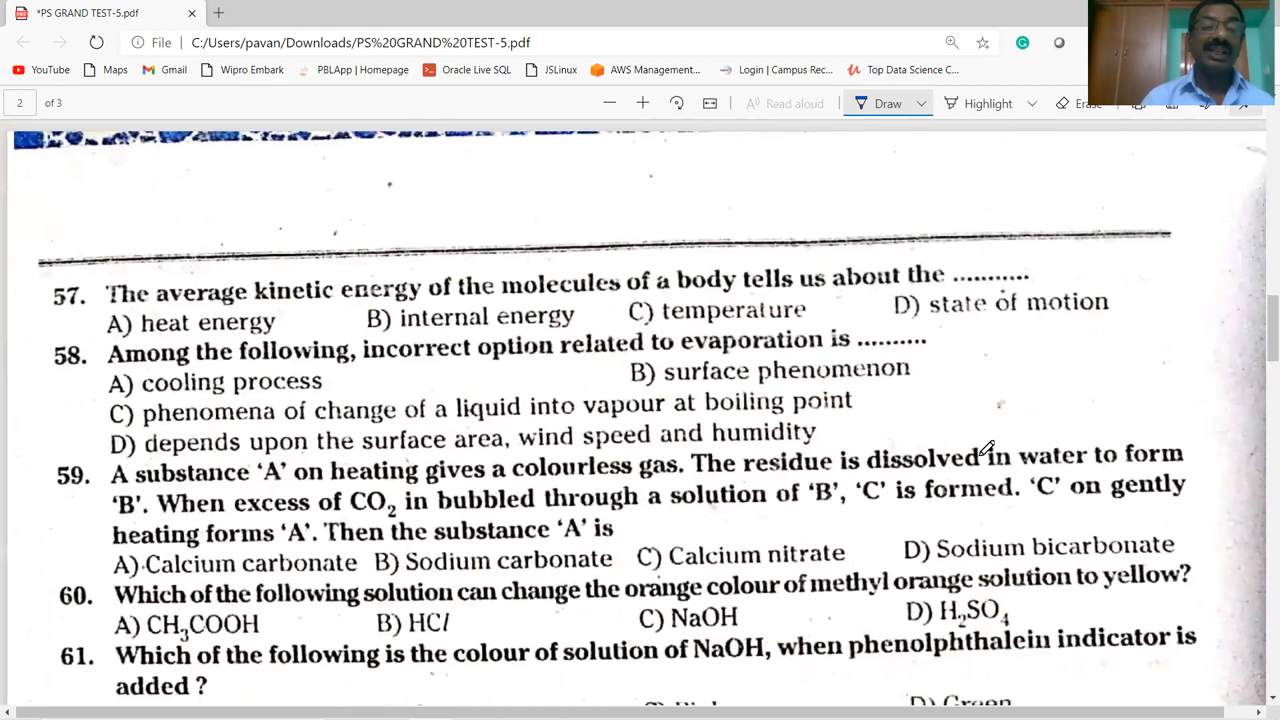 *PS GRAND TEST-5.pdf
File C:/Users/pavan/Downloads/PS%20GRAND%20TEST-5.pdf
YouTube Maps Gmail Wipro Embark PBLApp | Homepage Oracle Live SQL JSLinux AWS Management... Login | Campus Rec... Top Data Science C...
2 of 3 Read aloud Draw Highlight Erase
57. The average kinetic energy of the molecules of a body tells us about the ...........
A) heat energy B) internal energy C) temperature D) state of motion
58. Among the following, incorrect option related to evaporation is ..........
A) cooling process B) surface phenomenon
C) phenomena of change of a liquid into vapour at boiling point
D) depends upon the surface area, wind speed and humidity
59. A substance 'A' on heating gives a colourless gas. The residue is dissolved in water to form
'B'. When excess of CO₂ in bubbled through a solution of 'B', 'C' is formed. 'C' on gently
heating forms 'A'. Then the substance 'A' is
A) Calcium carbonate B) Sodium carbonate C) Calcium nitrate D) Sodium bicarbonate
60. Which of the following solution can change the orange colour of methyl orange solution to yellow?
A) CH₃COOH B) HCl C) NaOH D) H₂SO₄
61. Which of the following is the colour of solution of NaOH, when phenolphthalein indicator is
added ?
D) Green